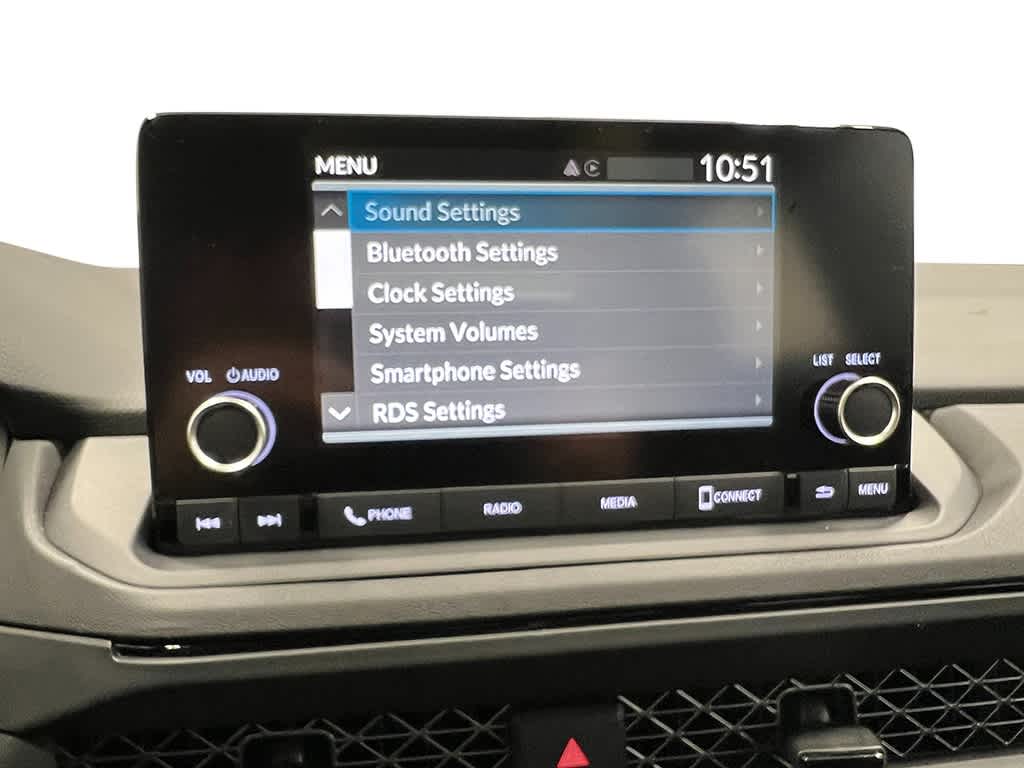 MENU 10:51
Sound Settings
Bluetooth Settings
Clock Settings
System Volumes
Smartphone Settings
RDS Settings
VOL AUDIO
LIST SELECT
PHONE RADIO MEDIA CONNECT MENU